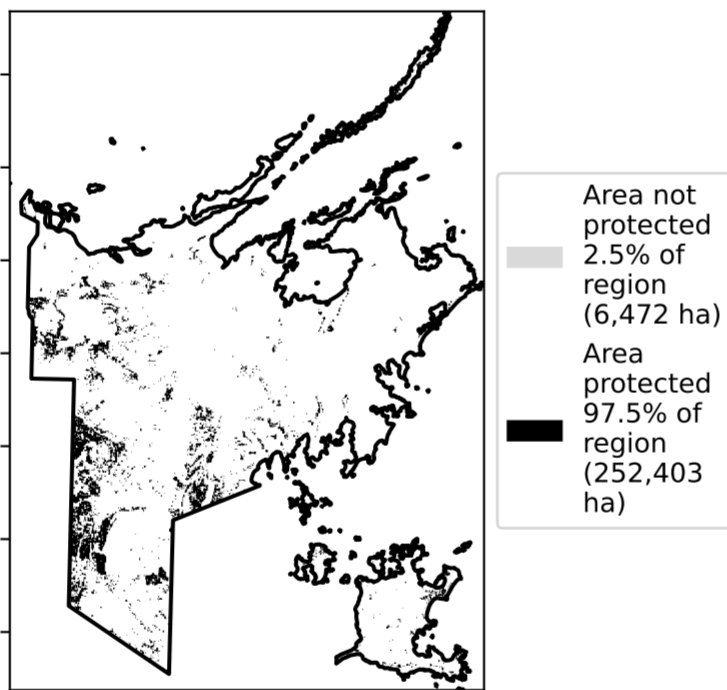 Area not
protected
2.5% of
region
(6,472 ha)
Area
protected
97.5% of
region
(252,403
ha)